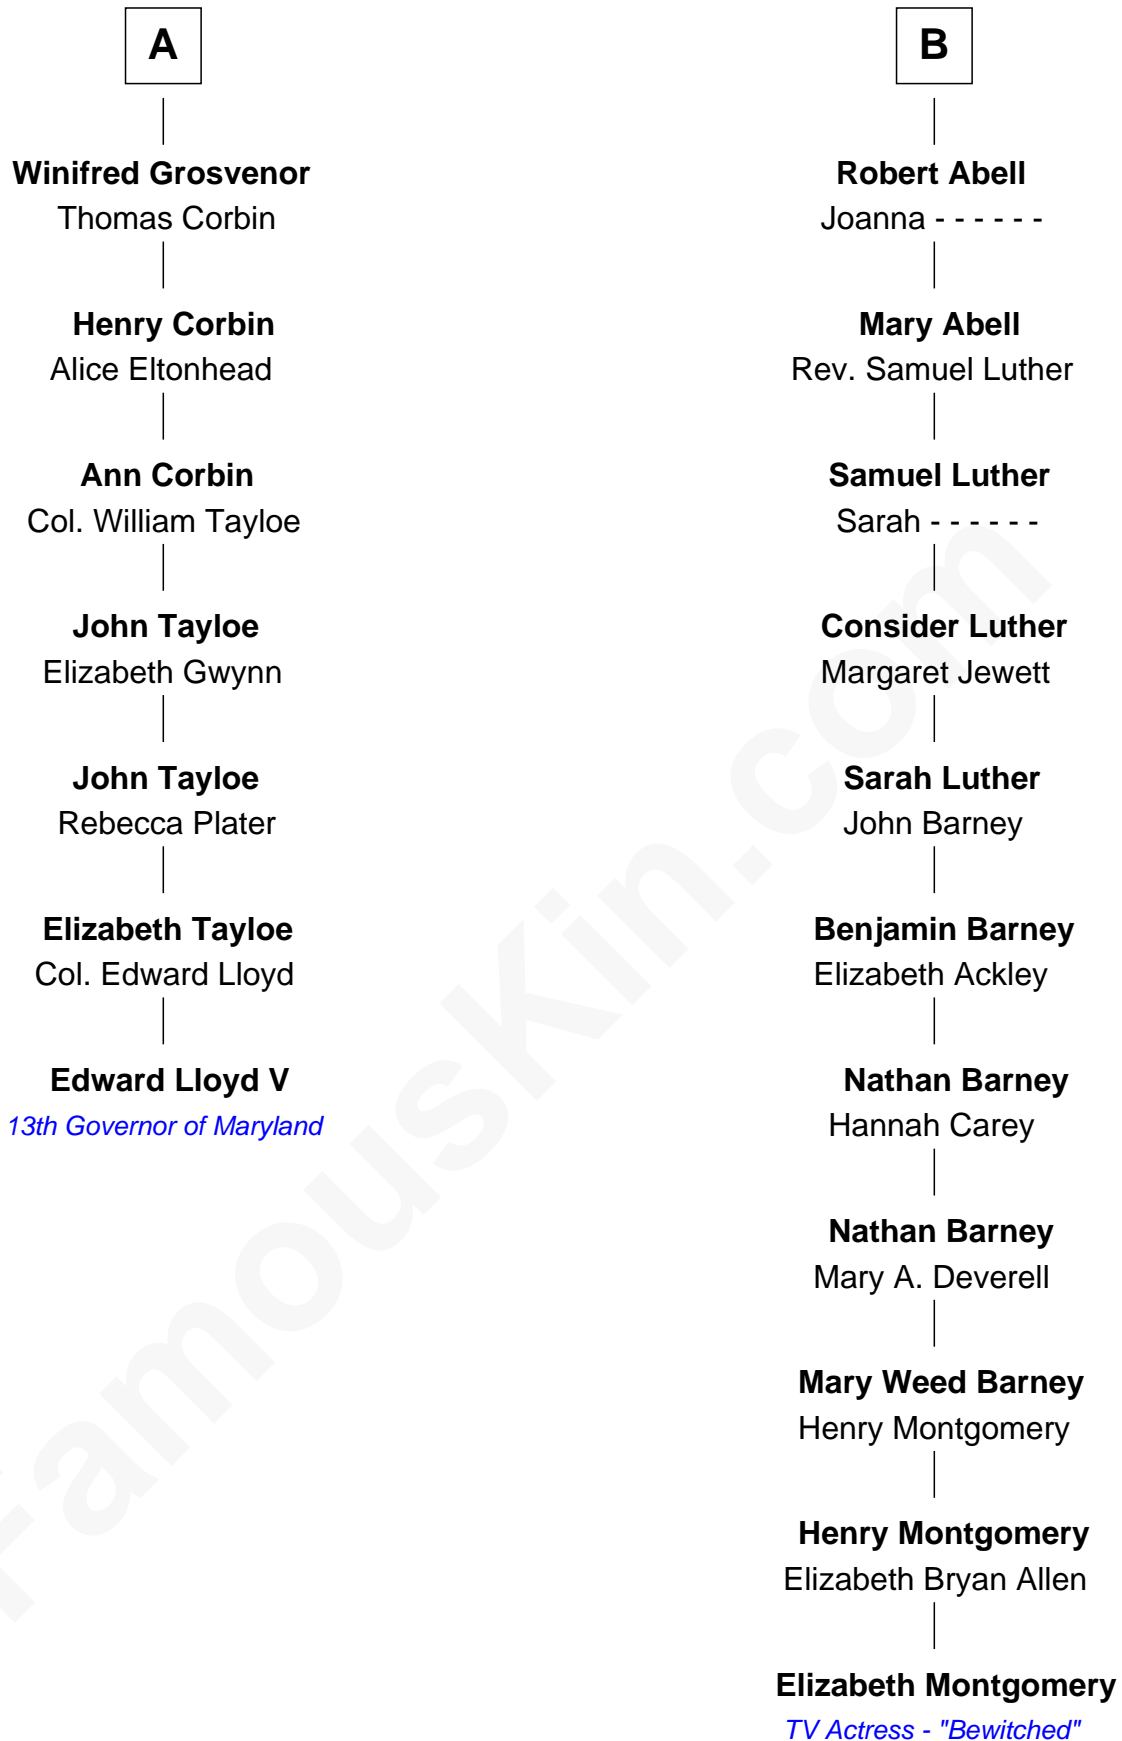 A
Winifred Grosvenor
Thomas Corbin
Henry Corbin
Alice Eltonhead
Ann Corbin
Col. William Tayloe
John Tayloe
Elizabeth Gwynn
John Tayloe
Rebecca Plater
Elizabeth Tayloe
Col. Edward Lloyd
Edward Lloyd V
13th Governor of Maryland
B
Robert Abell
Joanna - - - - - -
Mary Abell
Rev. Samuel Luther
Samuel Luther
Sarah - - - - - -
Consider Luther
Margaret Jewett
Sarah Luther
John Barney
Benjamin Barney
Elizabeth Ackley
Nathan Barney
Hannah Carey
Nathan Barney
Mary A. Deverell
Mary Weed Barney
Henry Montgomery
Henry Montgomery
Elizabeth Bryan Allen
Elizabeth Montgomery
TV Actress - "Bewitched"
FamousKin.com